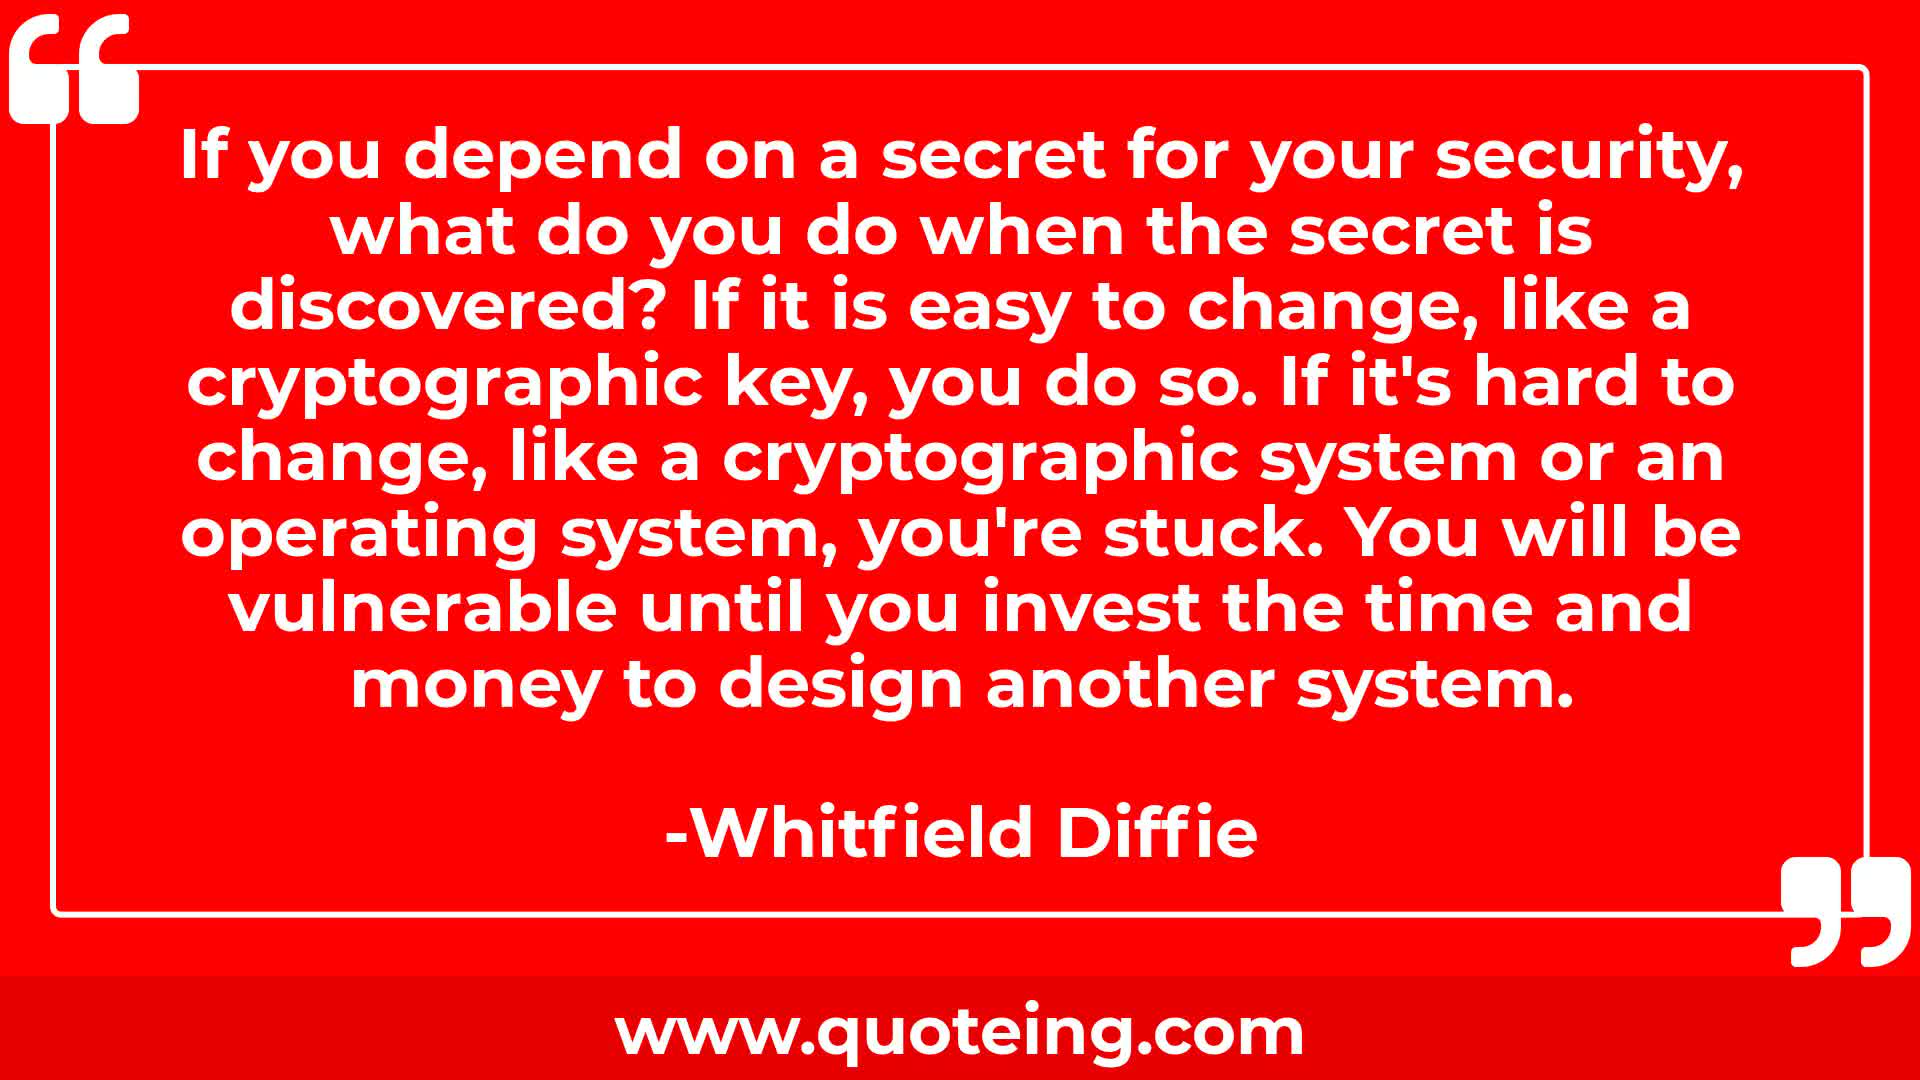 If you depend on a secret for your security,
what do you do when the secret is
discovered? If it is easy to change, like a
cryptographic key, you do so. If it's hard to
change, like a cryptographic system or an
operating system, you're stuck. You will be
vulnerable until you invest the time and
money to design another system.
-Whitfield Diffie
www.quoteing.com